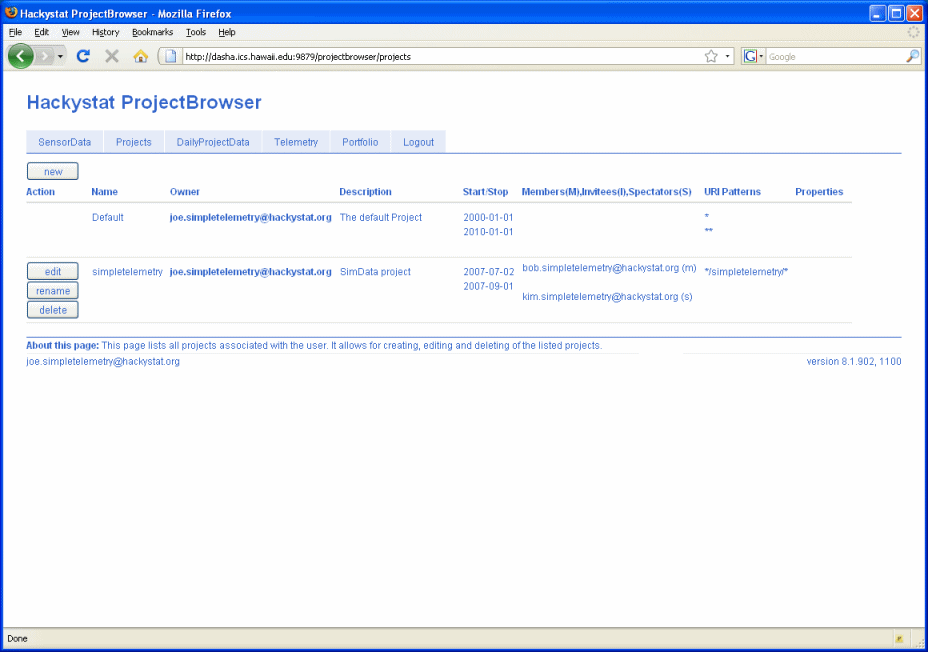 Hackystat ProjectBrowser - Mozilla Firefox
File Edit View History Bookmarks Tools Help
http://dasha.ics.hawaii.edu:9879/projectbrowser/projects
G Google
Hackystat ProjectBrowser
SensorData Projects DailyProjectData Telemetry Portfolio Logout
new
Action Name Owner Description Start/Stop Members(M),Invitees(I),Spectators(S) URI Patterns Properties
Default joe.simpletelemetry@hackystat.org The default Project 2000-01-01 *
2010-01-01 **
edit simpletelemetry joe.simpletelemetry@hackystat.org SimData project 2007-07-02 bob.simpletelemetry@hackystat.org (m) */simpletelemetry/*
rename 2007-09-01 kim.simpletelemetry@hackystat.org (s)
delete
About this page: This page lists all projects associated with the user. It allows for creating, editing and deleting of the listed projects.
joe.simpletelemetry@hackystat.org version 8.1.902, 1100
Done